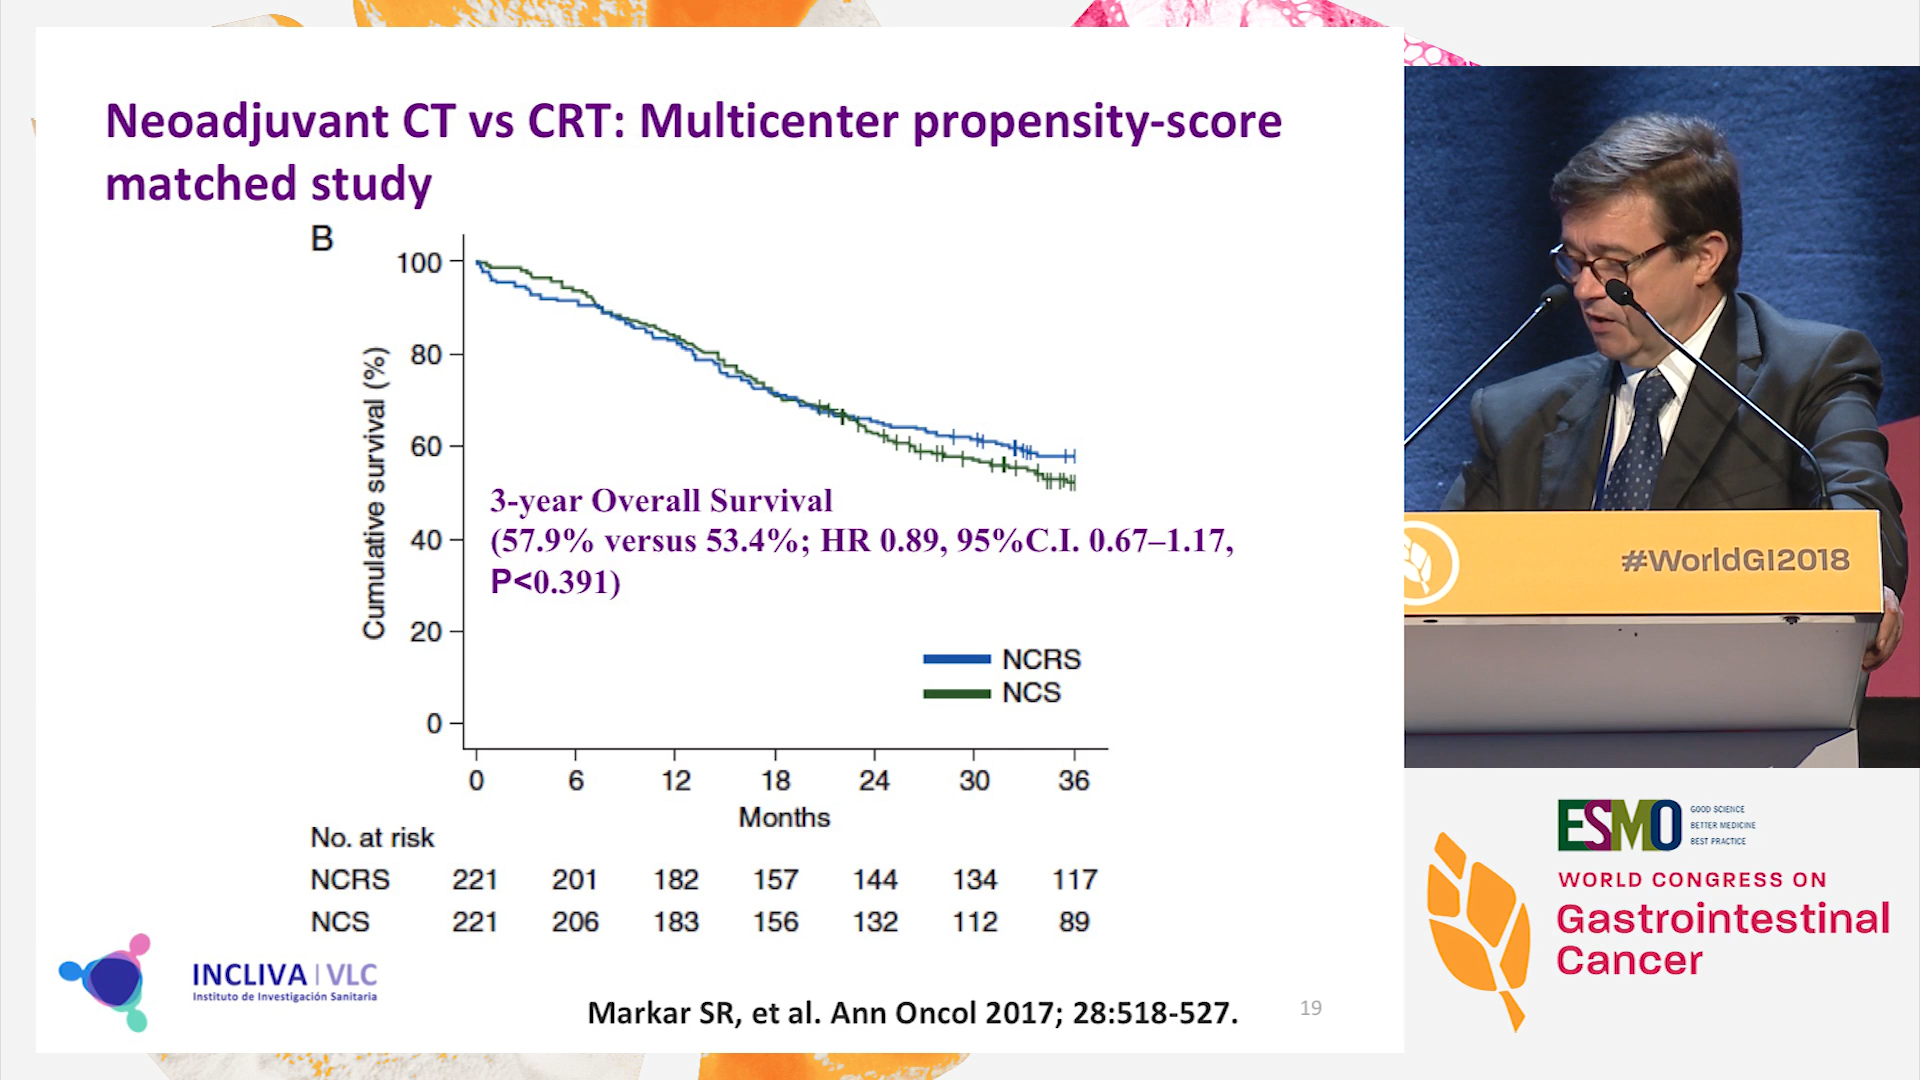 Neoadjuvant CT vs CRT: Multicenter propensity-score
matched study
B
100
80
60
40
20
0
Cumulative survival (%)
3-year Overall Survival
(57.9% versus 53.4%; HR 0.89, 95%C.I. 0.67–1.17,
P<0.391)
NCRS
NCS
0 6 12 18 24 30 36
Months
No. at risk
NCRS 221 201 182 157 144 134 117
NCS 221 206 183 156 132 112 89
INCLIVA | VLC
Instituto de Investigación Sanitaria
Markar SR, et al. Ann Oncol 2017; 28:518-527.
19
#WorldGI2018
ESMO
GOOD SCIENCE
BETTER MEDICINE
BEST PRACTICE
WORLD CONGRESS ON
Gastrointestinal
Cancer